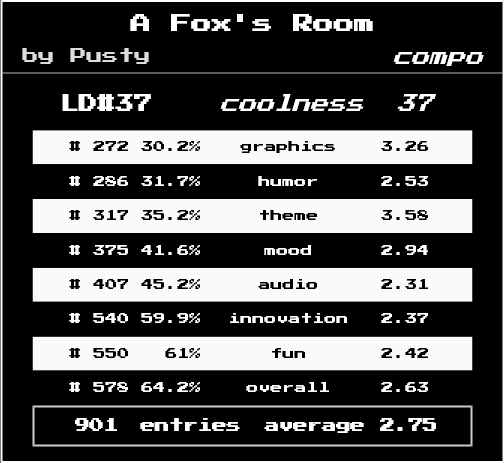 A Fox's Room
by Pusty compo
LD#37 coolness 37
# 272 30.2% graphics 3.26
# 286 31.7% humor 2.53
# 317 35.2% theme 3.58
# 375 41.6% mood 2.94
# 407 45.2% audio 2.31
# 540 59.9% innovation 2.37
# 550 61% fun 2.42
# 578 64.2% overall 2.63
901 entries average 2.75